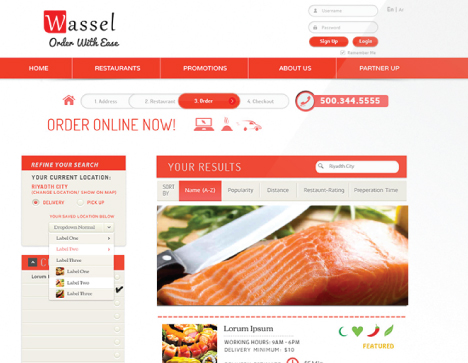 Wassel
Order With Ease
Username
Password
Sign Up
Login
Remember Me
En | Ar
HOME
RESTAURANTS
PROMOTIONS
ABOUT US
PARTNER UP
1. Address
2. Restaurant
3. Order
4. Checkout
500.344.5555
ORDER ONLINE NOW!
REFINE YOUR SEARCH
YOUR CURRENT LOCATION:
RIYADTH CITY
(CHANGE LOCATION/ SHOW ON MAP)
DELIVERY
PICK UP
YOUR SAVED LOCATION BELOW
Dropdown Normal
Label One
Label Two
Label Three
Label One
Label Two
Label Three
YOUR RESULTS
Riyadh City
SORT BY
Name (A-Z)
Popularity
Distance
Restaurn-Rating
Preperation Time
Lorum Ipsum
WORKING HOURS: 9AM - 4PM
DELIVERY MINIMUM: $10
FEATURED